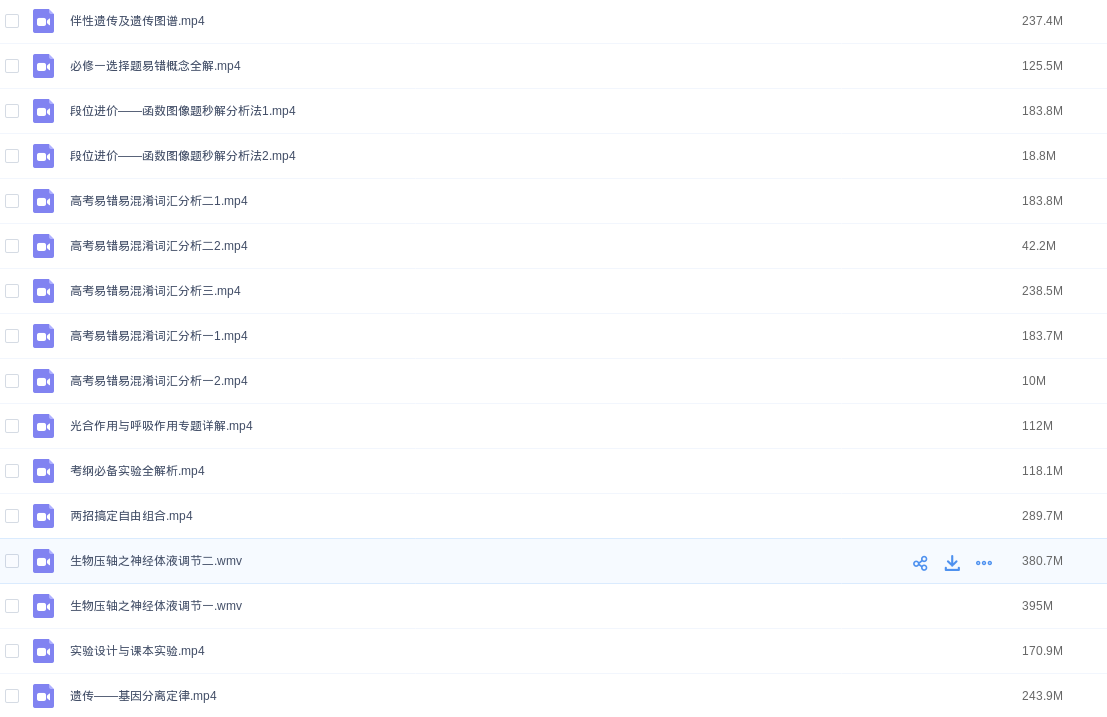 伴性遗传及遗传图谱.mp4 237.4M
必修一选择题易错概念全解.mp4 125.5M
段位进价——函数图像题秒解分析法1.mp4 183.8M
段位进价——函数图像题秒解分析法2.mp4 18.8M
高考易错易混淆词汇分析二1.mp4 183.8M
高考易错易混淆词汇分析二2.mp4 42.2M
高考易错易混淆词汇分析三.mp4 238.5M
高考易错易混淆词汇分析一1.mp4 183.7M
高考易错易混淆词汇分析一2.mp4 10M
光合作用与呼吸作用专题详解.mp4 112M
考纲必备实验全解析.mp4 118.1M
两招搞定自由组合.mp4 289.7M
生物压轴之神经体液调节二.wmv 380.7M
生物压轴之神经体液调节一.wmv 395M
实验设计与课本实验.mp4 170.9M
遗传——基因分离定律.mp4 243.9M